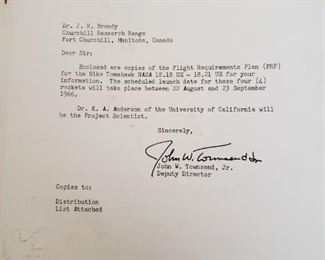 Dr. J. R. Brandy
Churchill Research Range
Fort Churchill, Manitoba, Canada
Dear Sir:
Enclosed are copies of the Flight Requirements Plan (FRP)
for the Nike Tomahawk NASA 18.18 UE - 18.21 UE for your
information. The scheduled launch date for these four (4)
rockets will take place between 22 August and 23 September
1966.
Dr. K. A. Anderson of the University of California will
be the Project Scientist.
Sincerely,
John W. Townsend Jr
John W. Townsend, Jr.
Deputy Director
Copies to:
Distribution
List Attached